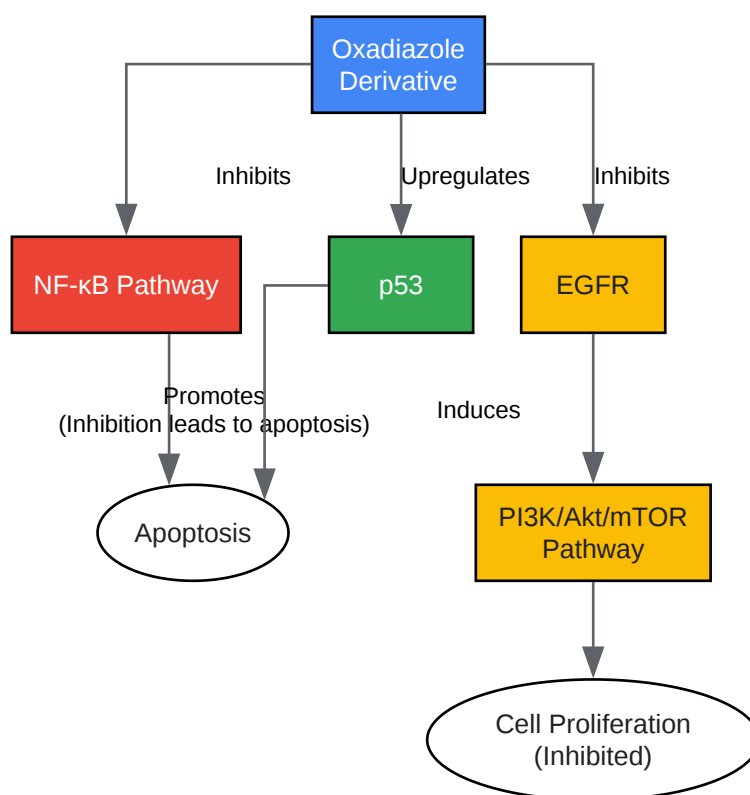 Oxadiazole
Derivative
Inhibits
Upregulates
Inhibits
NF-κB Pathway
p53
EGFR
Promotes
(Inhibition leads to apoptosis)
Induces
Apoptosis
PI3K/Akt/mTOR
Pathway
Cell Proliferation
(Inhibited)